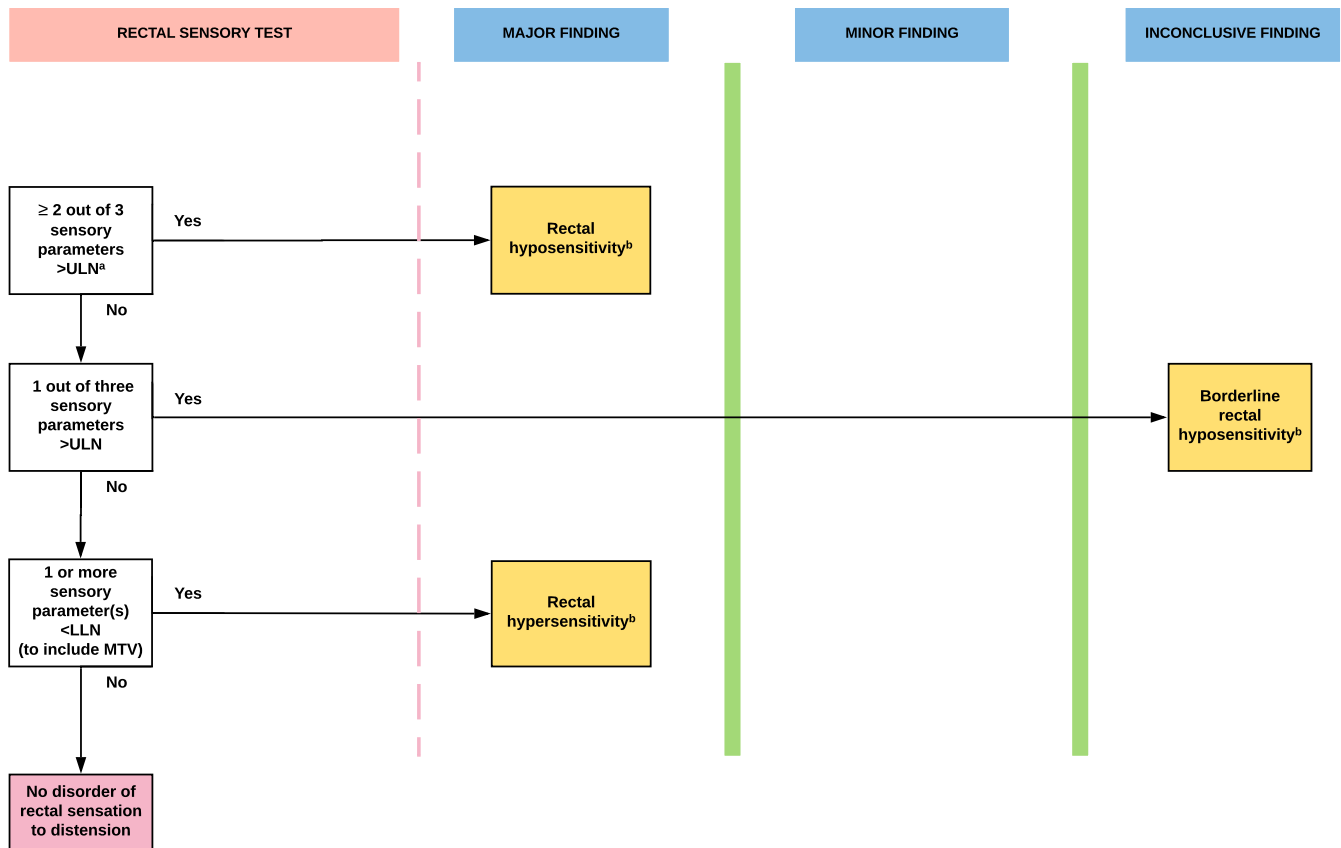 RECTAL SENSORY TEST
MAJOR FINDING
MINOR FINDING
INCONCLUSIVE FINDING
≥ 2 out of 3
sensory
parameters
>ULNᵃ
Yes
Rectal
hyposensitivityᵇ
No
1 out of three
sensory
parameters
>ULN
Yes
Borderline
rectal
hyposensitivityᵇ
No
1 or more
sensory
parameter(s)
<LLN
(to include MTV)
Yes
Rectal
hypersensitivityᵇ
No
No disorder of
rectal sensation
to distension